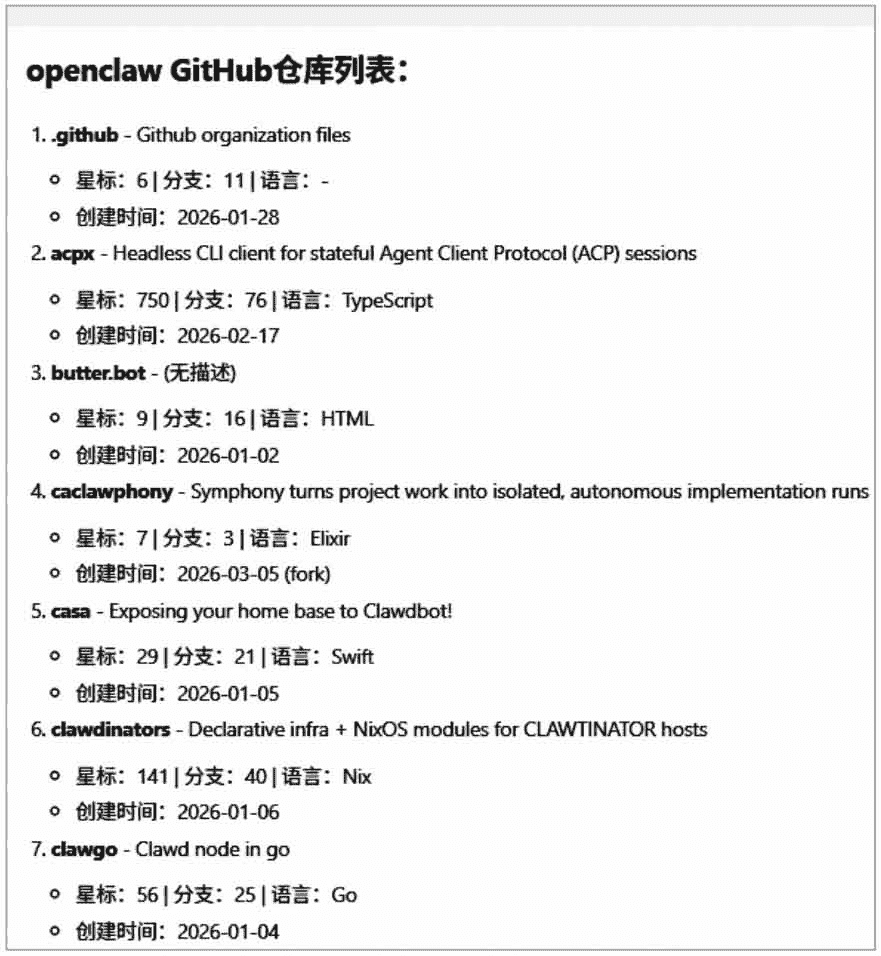 openclaw GitHub仓库列表：
1. .github - Github organization files
○ 星标：6 | 分支：11 | 语言：-
○ 创建时间：2026-01-28
2. acpx - Headless CLI client for stateful Agent Client Protocol (ACP) sessions
○ 星标：750 | 分支：76 | 语言：TypeScript
○ 创建时间：2026-02-17
3. butter.bot - (无描述)
○ 星标：9 | 分支：16 | 语言：HTML
○ 创建时间：2026-01-02
4. caclawphony - Symphony turns project work into isolated, autonomous implementation runs
○ 星标：7 | 分支：3 | 语言：Elixir
○ 创建时间：2026-03-05 (fork)
5. casa - Exposing your home base to Clawdbot!
○ 星标：29 | 分支：21 | 语言：Swift
○ 创建时间：2026-01-05
6. clawdinators - Declarative infra + NixOS modules for CLAWTINATOR hosts
○ 星标：141 | 分支：40 | 语言：Nix
○ 创建时间：2026-01-06
7. clawgo - Clawd node in go
○ 星标：56 | 分支：25 | 语言：Go
○ 创建时间：2026-01-04